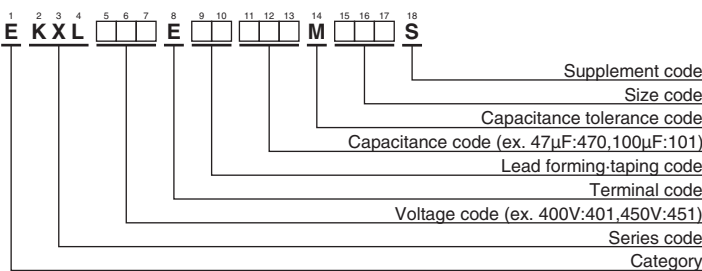 1 2 3 4 5 6 7 8 9 10 11 12 13 14 15 16 17 18
E KXL E M S
Supplement code
Size code
Capacitance tolerance code
Capacitance code (ex. 47μF:470,100μF:101)
Lead forming·taping code
Terminal code
Voltage code (ex. 400V:401,450V:451)
Series code
Category